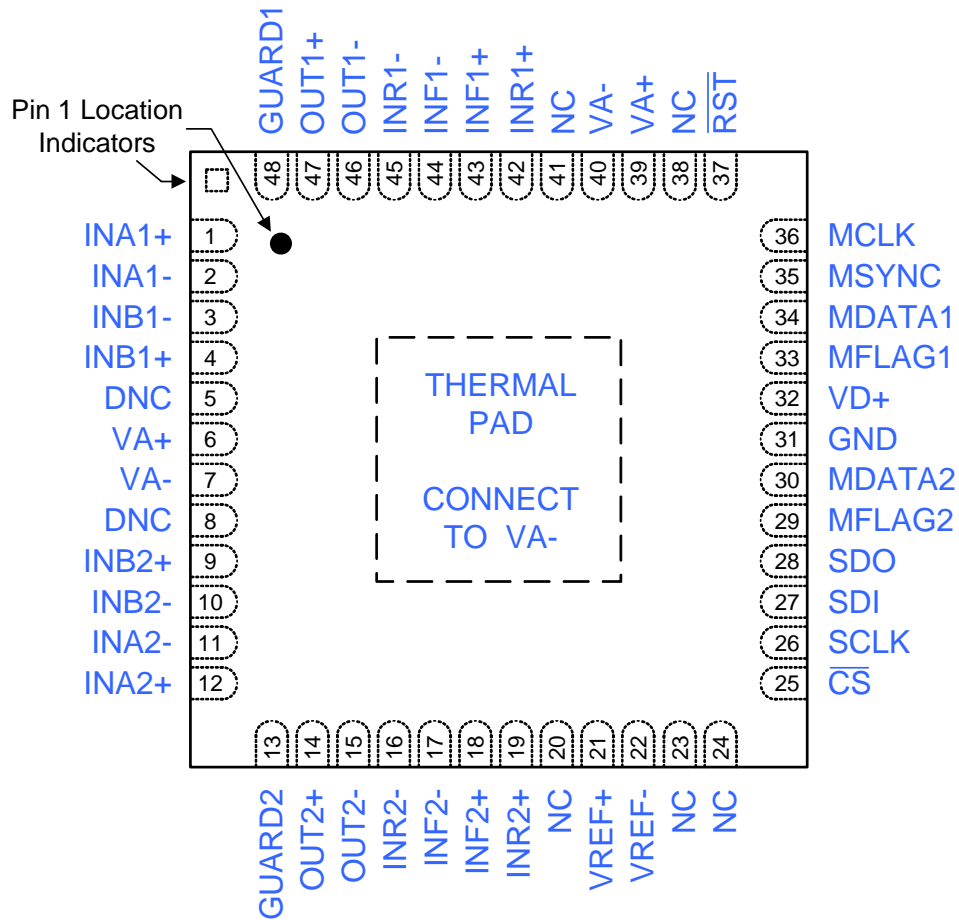 GUARD1
OUT1+
OUT1-
INR1-
INF1-
INF1+
INR1+
NC
VA-
VA+
NC
RST
Pin 1 Location
Indicators
48
47
46
45
44
43
42
41
40
39
38
37
INA1+ 1
INA1- 2
INB1- 3
INB1+ 4
DNC 5
VA+ 6
VA- 7
DNC 8
INB2+ 9
INB2- 10
INA2- 11
INA2+ 12
THERMAL
PAD
CONNECT
TO VA-
36 MCLK
35 MSYNC
34 MDATA1
33 MFLAG1
32 VD+
31 GND
30 MDATA2
29 MFLAG2
28 SDO
27 SDI
26 SCLK
25 CS
13
14
15
16
17
18
19
20
21
22
23
24
GUARD2
OUT2+
OUT2-
INR2-
INF2-
INF2+
INR2+
NC
VREF+
VREF-
NC
NC